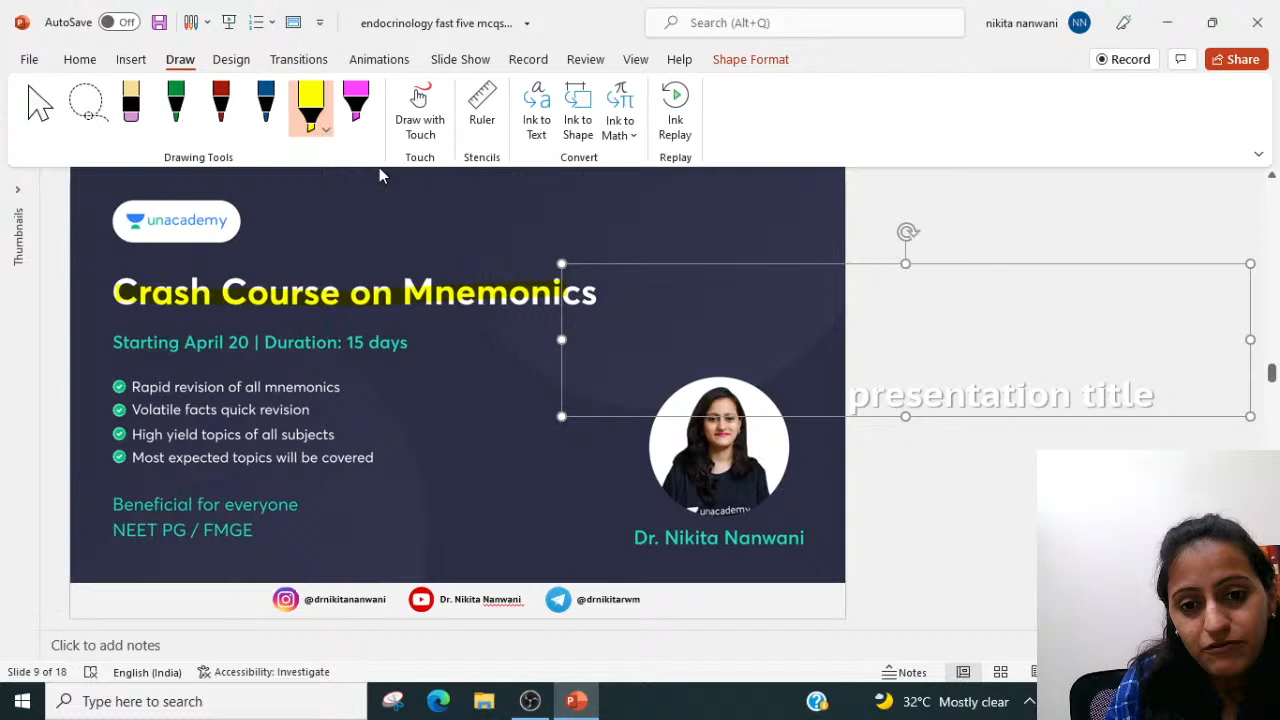 AutoSave Off endocrinology fast five mcqs... Search (Alt+Q) nikita nanwani NN
File Home Insert Draw Design Transitions Animations Slide Show Record Review View Help Shape Format Record Share
Draw with Touch
Ruler
Ink to Text
Ink to Shape
Ink to Math
Ink Replay
Drawing Tools Touch Stencils Convert Replay
Thumbnails
unacademy
Crash Course on Mnemonics
Starting April 20 | Duration: 15 days
Rapid revision of all mnemonics
Volatile facts quick revision
High yield topics of all subjects
Most expected topics will be covered
Beneficial for everyone
NEET PG / FMGE
presentation title
unacademy
Dr. Nikita Nanwani
@drnikitananwani Dr. Nikita Nanwani @drnikitarwm
Click to add notes
Slide 9 of 18 English (India) Accessibility: Investigate Notes
Type here to search 32°C Mostly clear